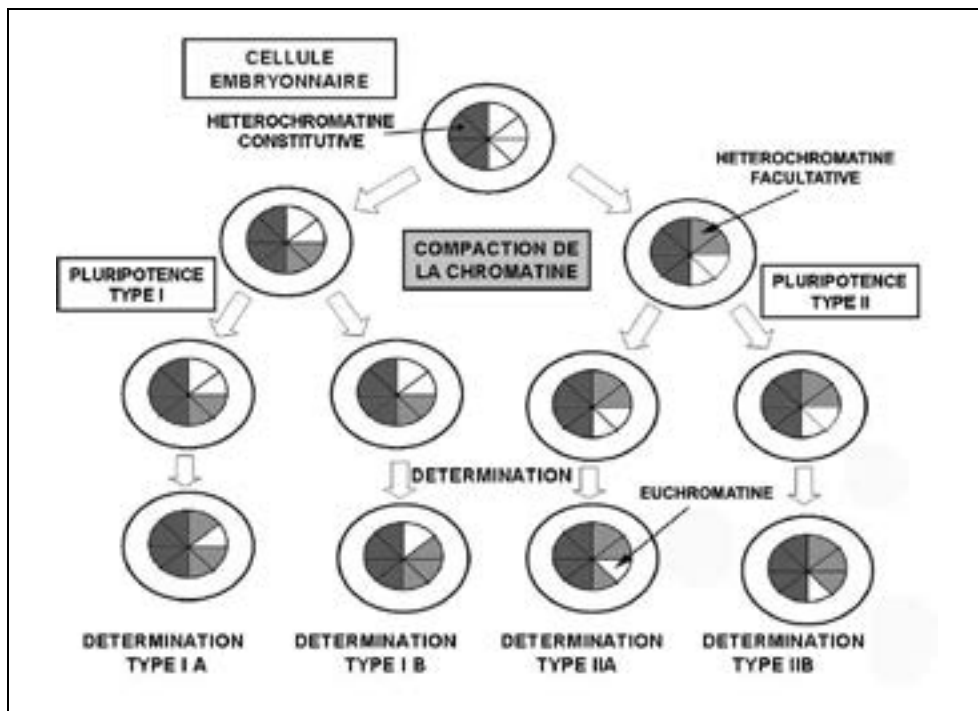 CELLULE
EMBRYONNAIRE
HETEROCHROMATINE
CONSTITUTIVE
HETEROCHROMATINE
FACULTATIVE
COMPACTION DE
LA CHROMATINE
PLURIPOTENCE
TYPE I
PLURIPOTENCE
TYPE II
DETERMINATION
EUCHROMATINE
DETERMINATION
TYPE I A
DETERMINATION
TYPE I B
DETERMINATION
TYPE IIA
DETERMINATION
TYPE IIB